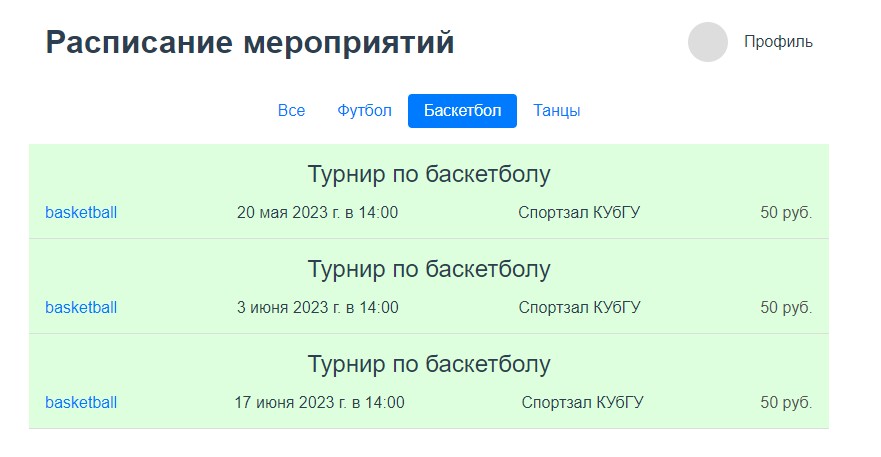 Расписание мероприятий
Профиль
Все Футбол Баскетбол Танцы
Турнир по баскетболу
basketball 20 мая 2023 г. в 14:00 Спортзал КУбГУ 50 руб.
Турнир по баскетболу
basketball 3 июня 2023 г. в 14:00 Спортзал КУбГУ 50 руб.
Турнир по баскетболу
basketball 17 июня 2023 г. в 14:00 Спортзал КУбГУ 50 руб.